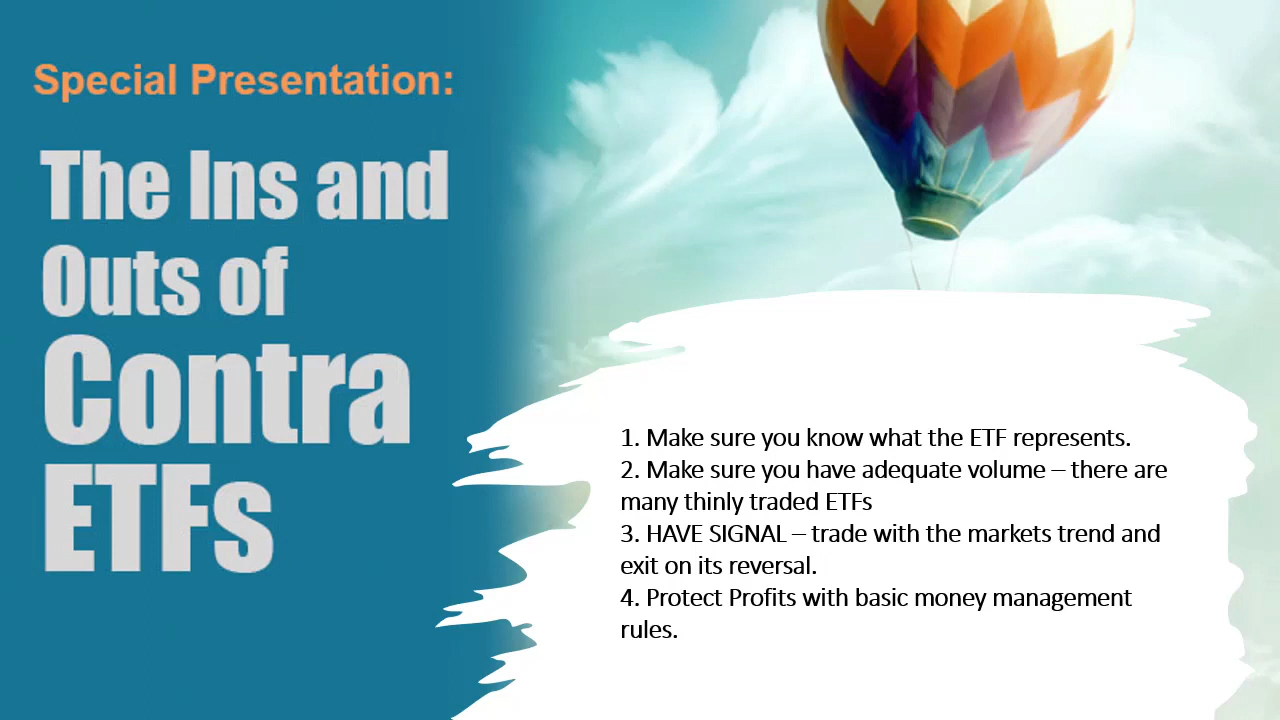 Special Presentation:
The Ins and
Outs of
Contra
ETFs
1. Make sure you know what the ETF represents.
2. Make sure you have adequate volume – there are
many thinly traded ETFs
3. HAVE SIGNAL – trade with the markets trend and
exit on its reversal.
4. Protect Profits with basic money management
rules.